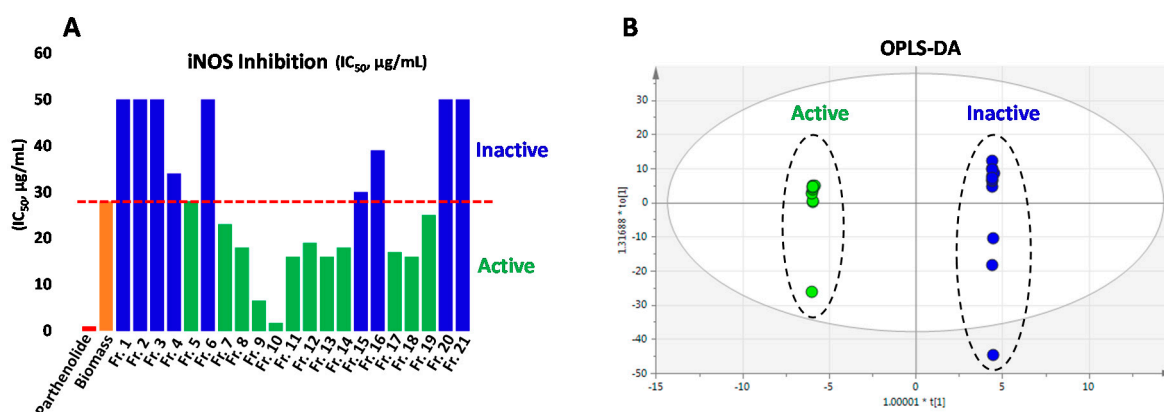 A
iNOS Inhibition (IC50, µg/mL)
(IC50, µg/mL)
60
50
40
30
20
10
0
Inactive
Active
Parthenolide
Biomass
Fr. 1
Fr. 2
Fr. 3
Fr. 4
Fr. 5
Fr. 6
Fr. 7
Fr. 8
Fr. 9
Fr. 10
Fr. 11
Fr. 12
Fr. 13
Fr. 14
Fr. 15
Fr. 16
Fr. 17
Fr. 18
Fr. 19
Fr. 20
Fr. 21
B
OPLS-DA
Active
Inactive
1.31688 * to[1]
30
20
10
0
-10
-20
-30
-40
-50
-15
-10
-5
0
5
10
1.00001 * t[1]